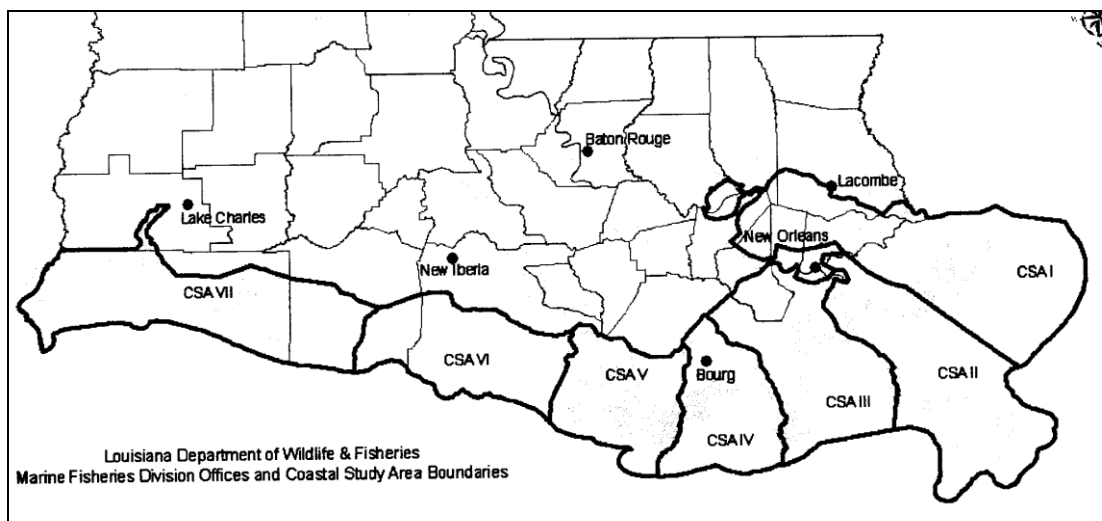 Baton Rouge
Lacombe
Lake Charles
New Orleans
New Iberia
CSA I
CSA VII
CSA VI
CSA V
Bourg
CSA II
CSA III
CSA IV
Louisiana Department of Wildlife & Fisheries
Marine Fisheries Division Offices and Coastal Study Area Boundaries